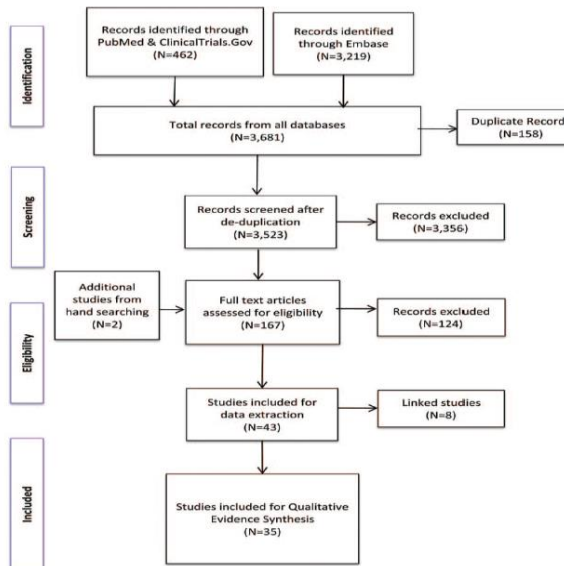 Identification
Records identified through
PubMed & ClinicalTrials.Gov
(N=462)
Records identified
through Embase
(N=3,219)
Total records from all databases
(N=3,681)
Duplicate Record
(N=158)
Screening
Records screened after
de-duplication
(N=3,523)
Records excluded
(N=3,356)
Eligibility
Additional
studies from
hand searching
(N=2)
Full text articles
assessed for eligibility
(N=167)
Records excluded
(N=124)
Studies included for
data extraction
(N=43)
Linked studies
(N=8)
Included
Studies included for Qualitative
Evidence Synthesis
(N=35)